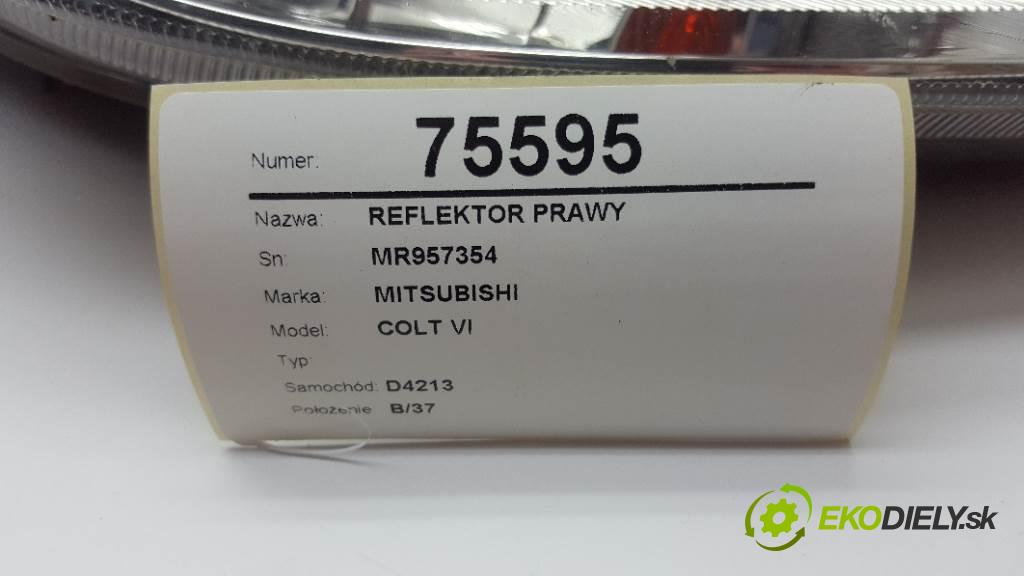 Numer: 75595
Nazwa: REFLEKTOR PRAWY
Sn: MR957354
Marka: MITSUBISHI
Model: COLT VI
Typ:
Samochód: D4213
Położenie B/37
EKODIELY.sk